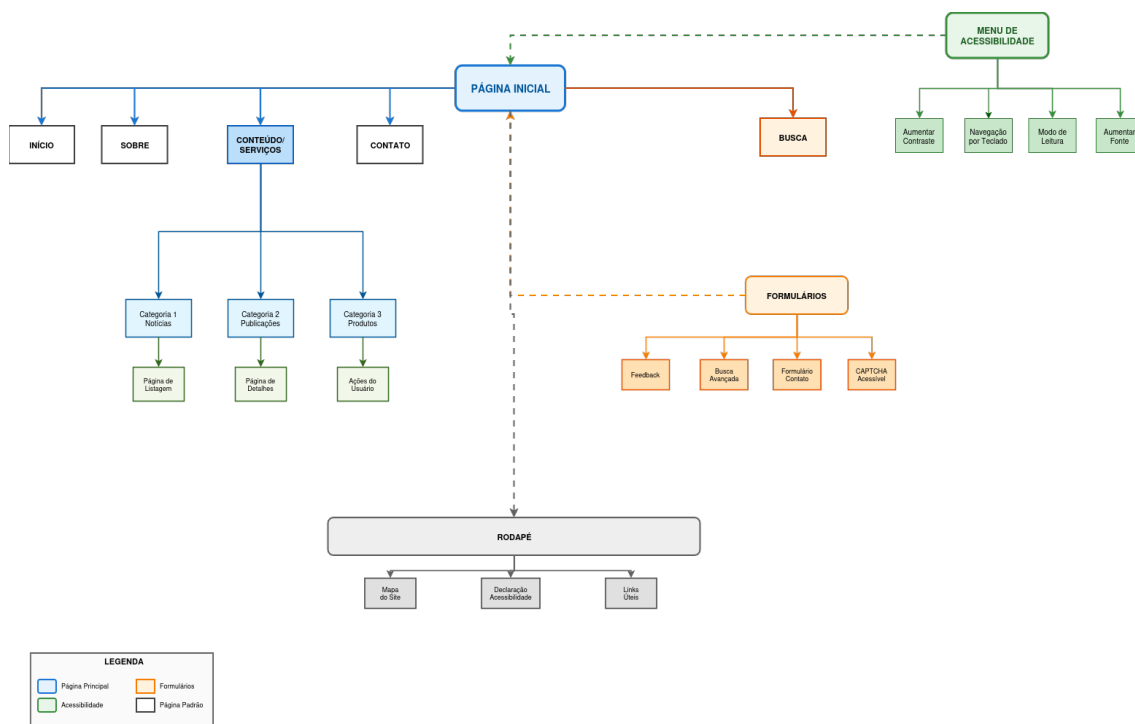 MENU DE
ACESSIBILIDADE
PÁGINA INICIAL
INÍCIO
SOBRE
CONTEÚDO/
SERVIÇOS
CONTATO
BUSCA
Aumentar
Contraste
Navegação
por Teclado
Modo de
Leitura
Aumentar
Fonte
Categoria 1
Notícias
Categoria 2
Publicações
Categoria 3
Produtos
FORMULÁRIOS
Página de
Listagem
Página de
Detalhes
Ações do
Usuário
Feedback
Busca
Avançada
Formulário
Contato
CAPTCHA
Acessível
RODAPÉ
Mapa
do Site
Declaração
Acessibilidade
Links
Úteis
LEGENDA
Página Principal
Formulários
Acessibilidade
Página Padrão